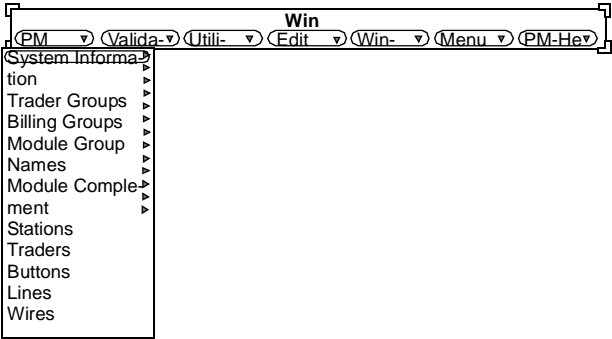 Win
PM Valida- Utili- Edit Win- Menu PM-He
System Informa-
tion
Trader Groups
Billing Groups
Module Group
Names
Module Comple-
ment
Stations
Traders
Buttons
Lines
Wires